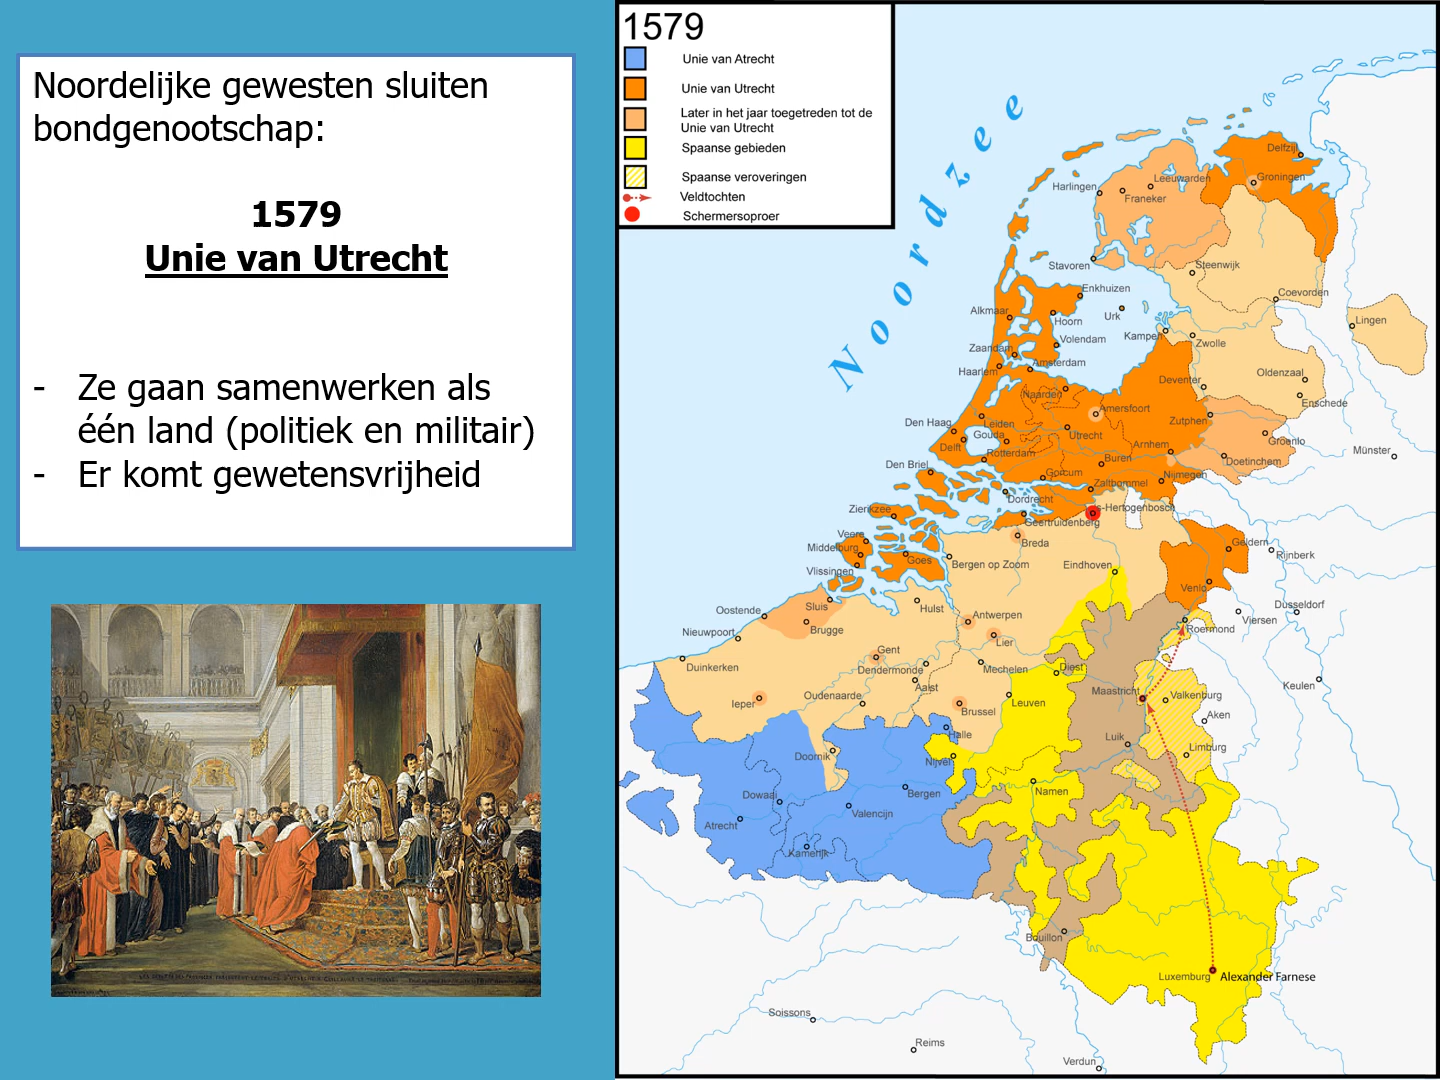 Noordelijke gewesten sluiten
bondgenootschap:
1579
Unie van Utrecht
- Ze gaan samenwerken als
één land (politiek en militair)
- Er komt gewetensvrijheid
1579
Unie van Atrecht
Unie van Utrecht
Later in het jaar toegetreden tot de
Unie van Utrecht
Spaanse gebieden
Spaanse veroveringen
Veldtochten
Schermersoproer
Noordzee
Delfzijl
Groningen
Leeuwarden
Harlingen
Franeker
Stavoren
Steenwijk
Enkhuizen
Coevorden
Alkmaar
Hoorn
Urk
Lingen
Volendam
Kampen
Zwolle
Zaandam
Amsterdam
Haarlem
Oldenzaal
Deventer
Naarden
Enschede
Amersfoort
Zutphen
Den Haag
Leiden
Gouda
Utrecht
Groenlo
Delft
Arnhem
Rotterdam
Buren
Doetinchem
Münster
Den Briel
Gorcum
Nijmegen
Zaltbommel
Dordrecht
Zierikzee
s-Hertogenbosch
Geertruidenberg
Veere
Breda
Geldern
Middelburg
Rijnberk
Goes
Bergen op Zoom
Eindhoven
Vlissingen
Venlo
Sluis
Hulst
Dusseldorf
Oostende
Antwerpen
Viersen
Brugge
Roermond
Nieuwpoort
Lier
Gent
Duinkerken
Dendermonde
Mechelen
Diest
Aalst
Keulen
Oudenaarde
Maastricht
Valkenburg
Ieper
Leuven
Brussel
Aken
Halle
Luik
Limburg
Doornik
Nijvel
Dowaai
Bergen
Namen
Atrecht
Valencijn
Kamerijk
Bouillon
Luxemburg
Alexander Farnese
Soissons
Reims
Verdun